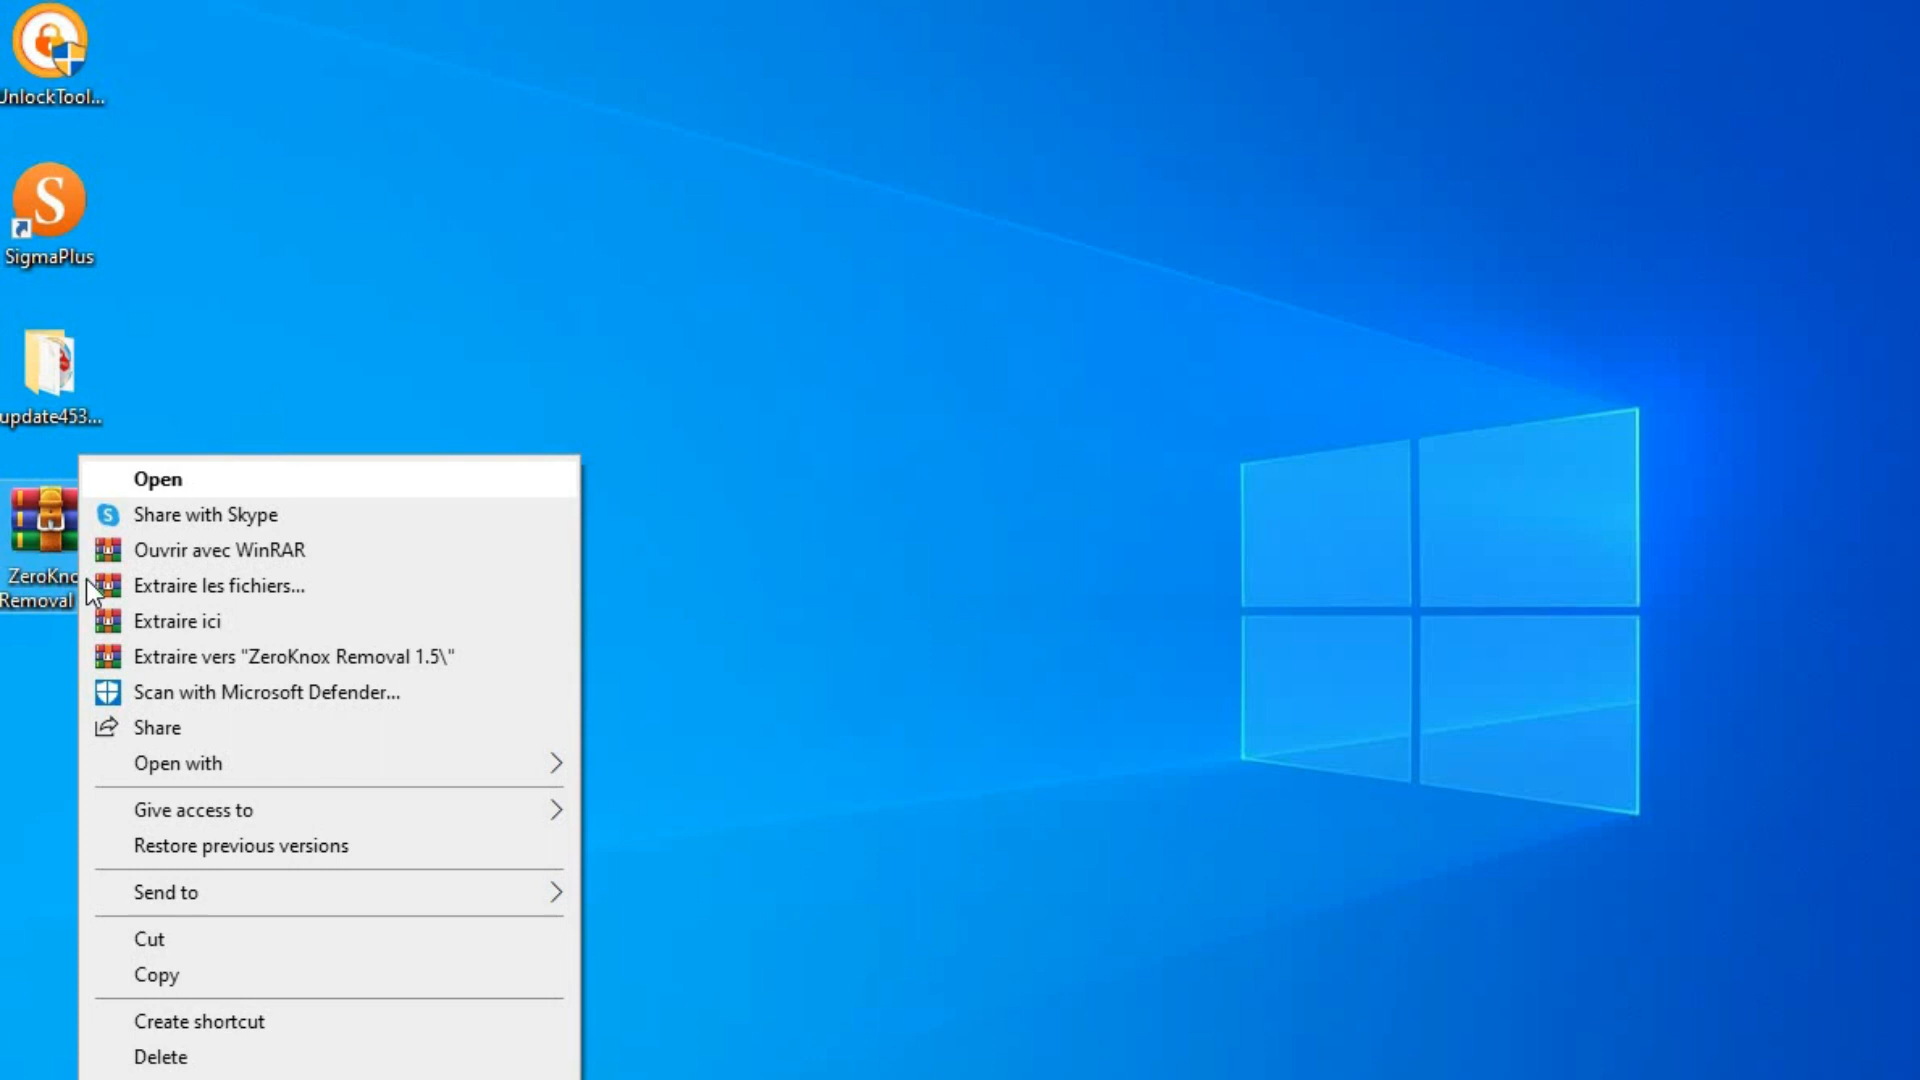 UnlockTool...
S
SigmaPlus
update453...
ZeroKno
Removal
Open
S
Share with Skype
Ouvrir avec WinRAR
Extraire les fichiers...
Extraire ici
Extraire vers "ZeroKnox Removal 1.5\"
Scan with Microsoft Defender...
Share
Open with
Give access to
Restore previous versions
Send to
Cut
Copy
Create shortcut
Delete